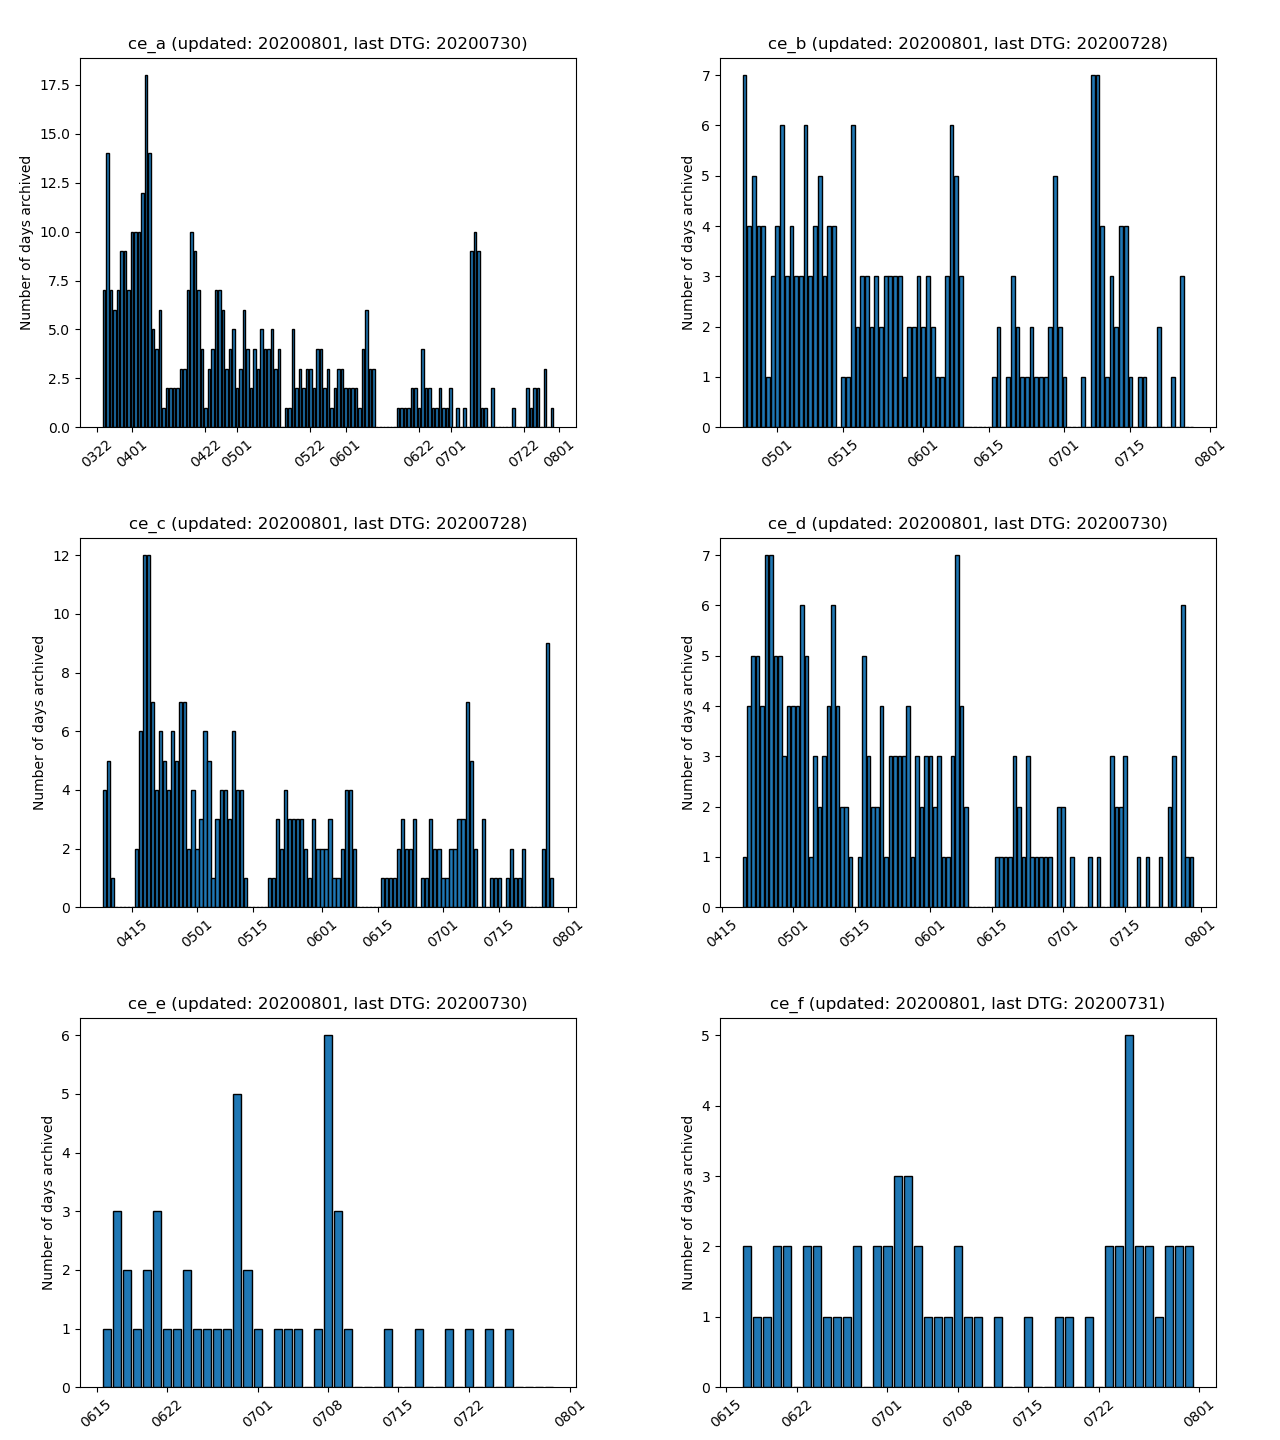 ce_a (updated: 20200801, last DTG: 20200730)
Number of days archived
17.5
15.0
12.5
10.0
7.5
5.0
2.5
0.0
0322 0401 0422 0501 0522 0601 0622 0701 0722 0801
ce_b (updated: 20200801, last DTG: 20200728)
Number of days archived
7
6
5
4
3
2
1
0
0501 0515 0601 0615 0701 0715 0801
ce_c (updated: 20200801, last DTG: 20200728)
Number of days archived
12
10
8
6
4
2
0
0415 0501 0515 0601 0615 0701 0715 0801
ce_d (updated: 20200801, last DTG: 20200730)
Number of days archived
7
6
5
4
3
2
1
0
0415 0501 0515 0601 0615 0701 0715 0801
ce_e (updated: 20200801, last DTG: 20200730)
Number of days archived
6
5
4
3
2
1
0
0615 0622 0701 0708 0715 0722 0801
ce_f (updated: 20200801, last DTG: 20200731)
Number of days archived
5
4
3
2
1
0
0615 0622 0701 0708 0715 0722 0801